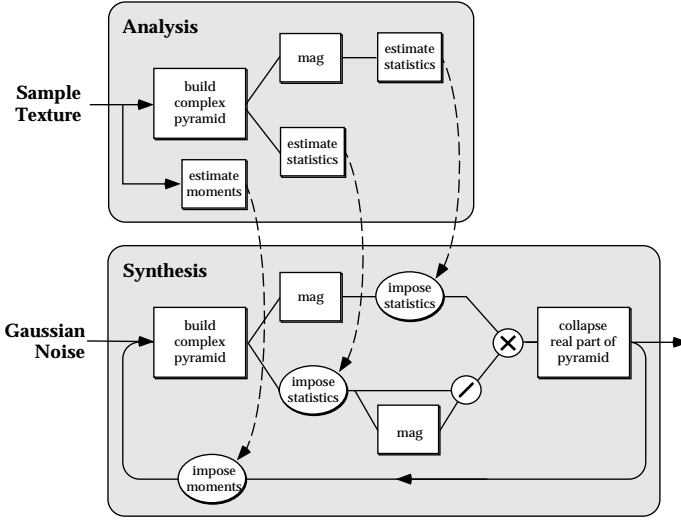 Analysis
mag
estimate
statistics
Sample
Texture
build
complex
pyramid
estimate
statistics
estimate
moments
Synthesis
mag
impose
statistics
Gaussian
Noise
build
complex
pyramid
collapse
real part of
pyramid
impose
statistics
mag
impose
moments